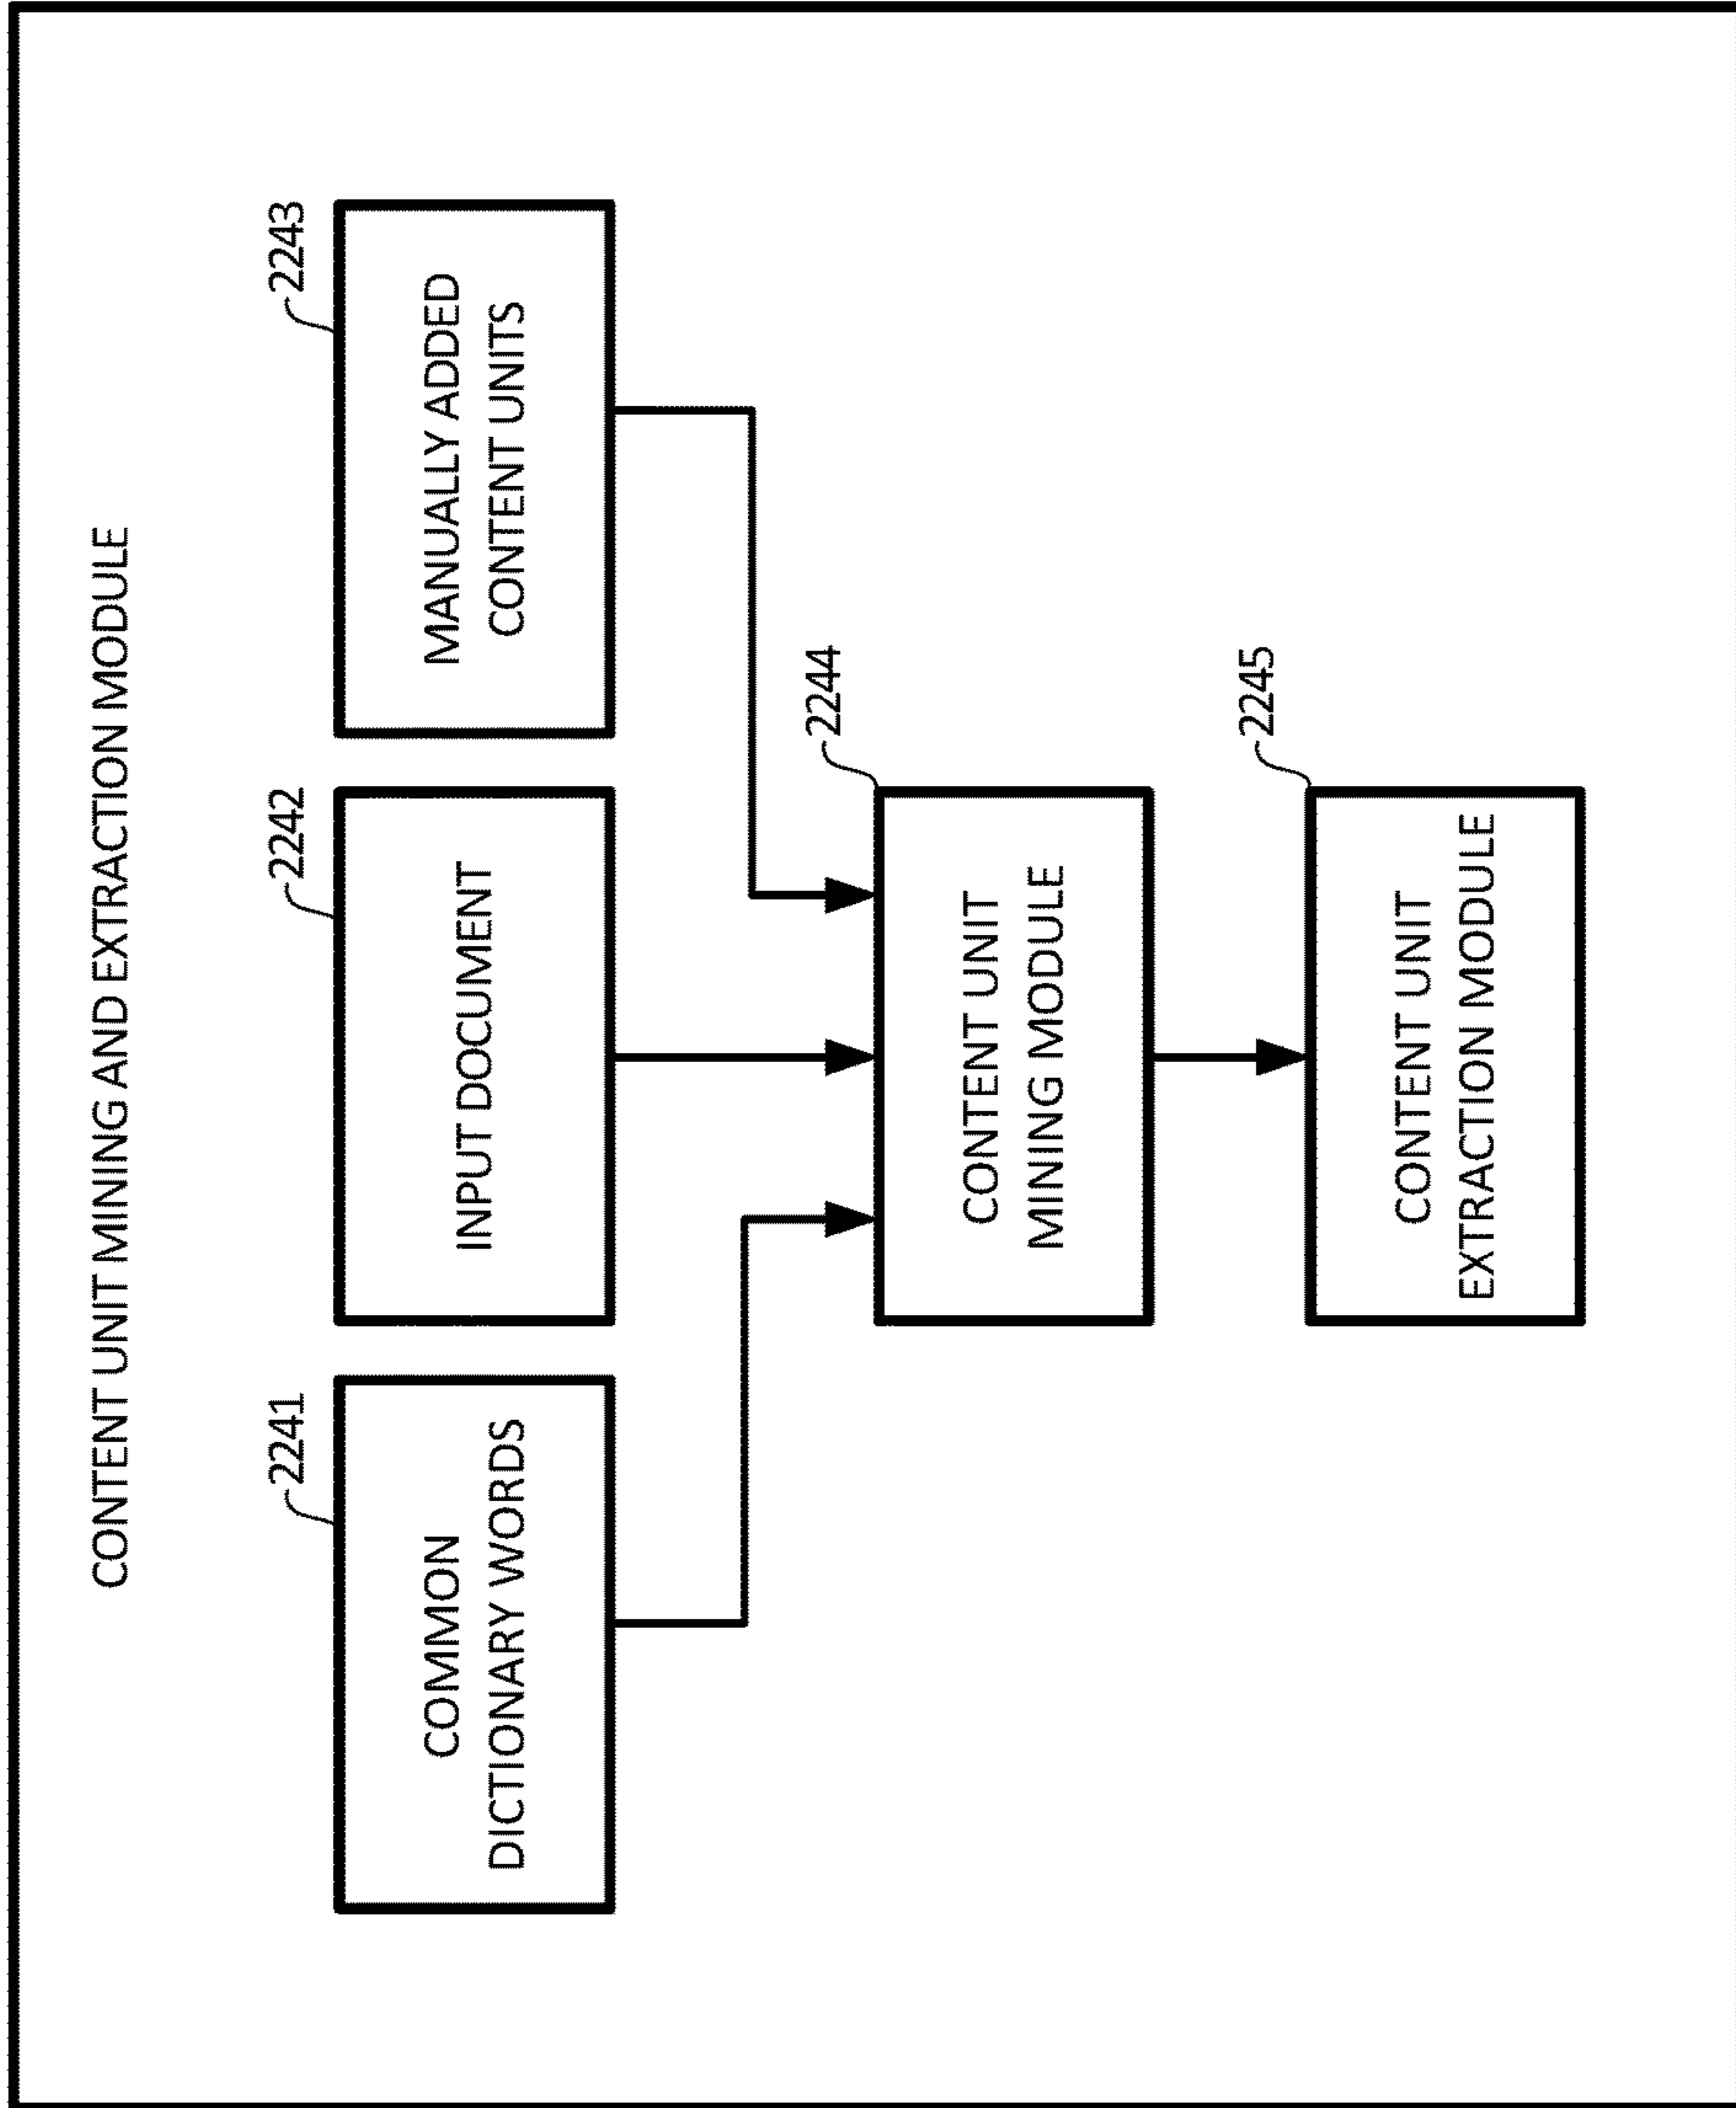 CONTENT UNIT MINING AND EXTRACTION MODULE
2241
COMMON
DICTIONARY WORDS
2242
INPUT DOCUMENT
2243
MANUALLY ADDED
CONTENT UNITS
2244
CONTENT UNIT
MINING MODULE
2245
CONTENT UNIT
EXTRACTION MODULE